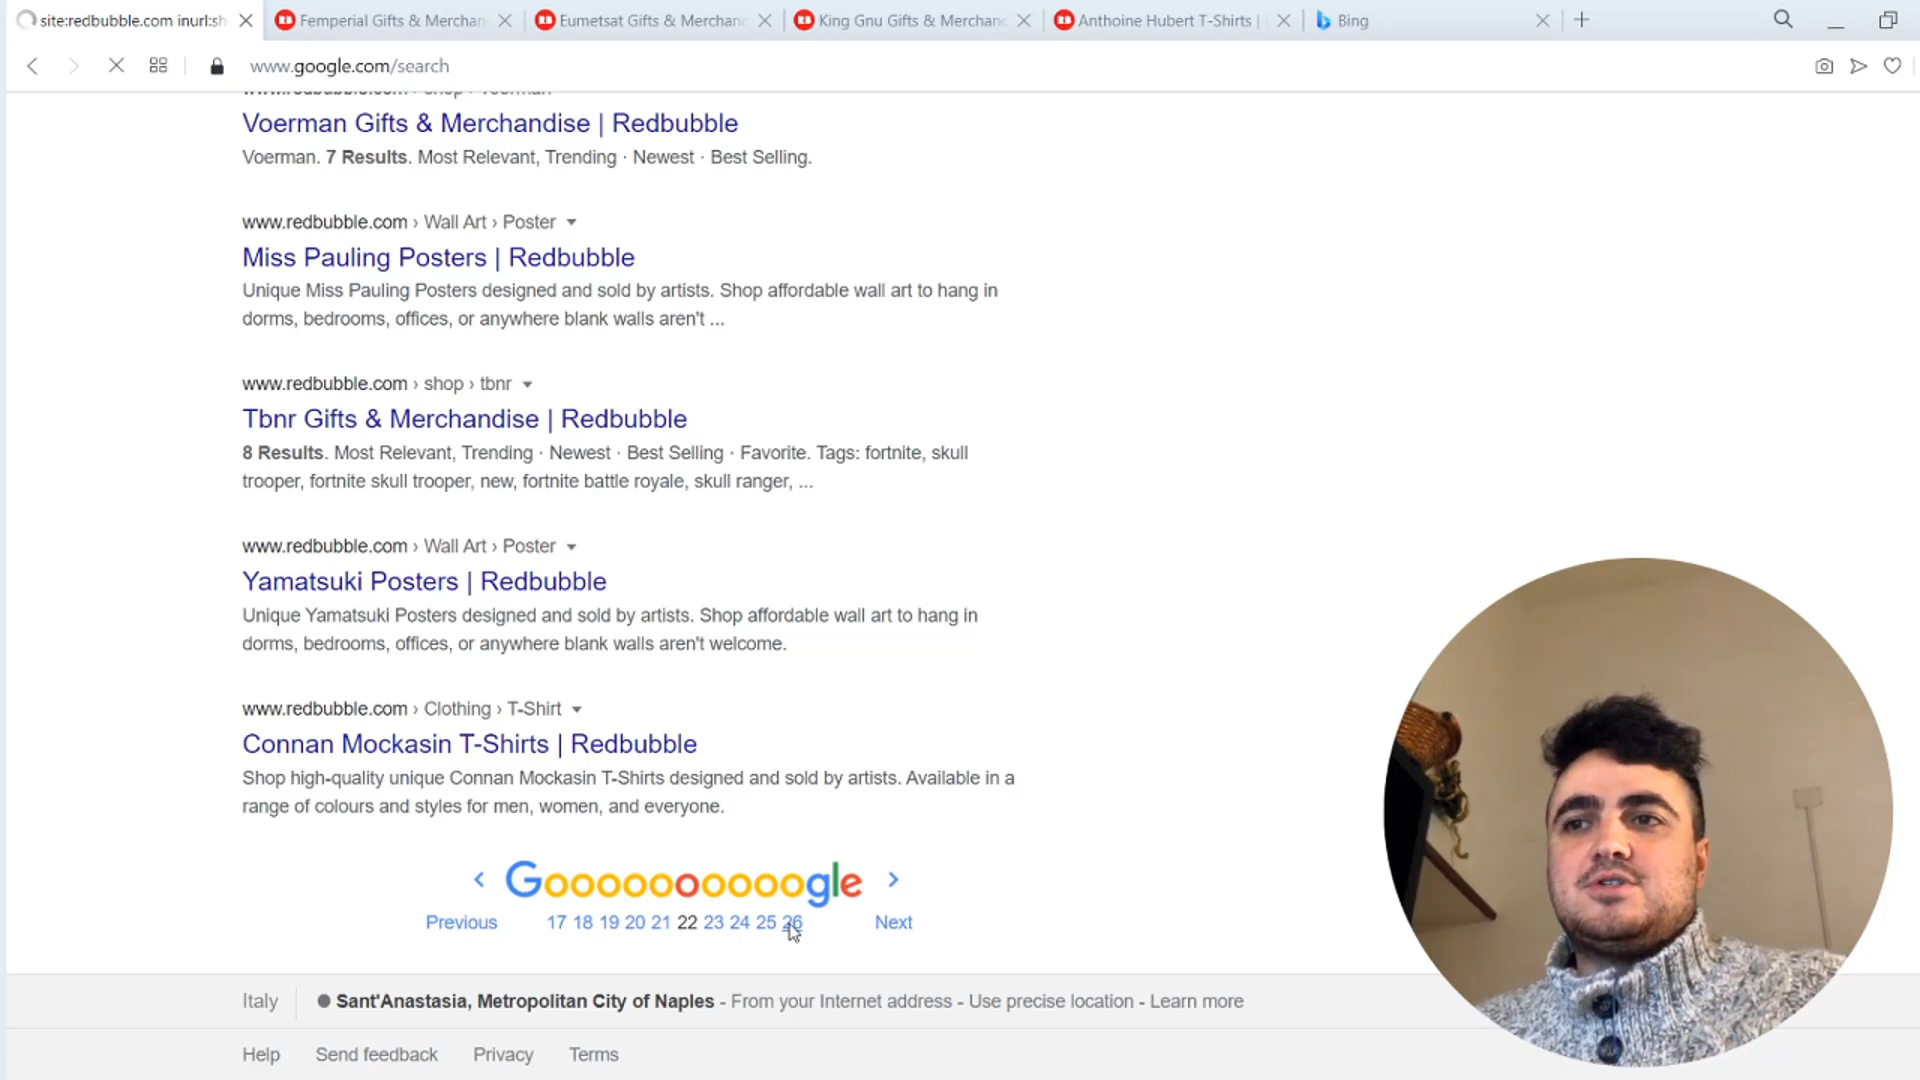 site:redbubble.com inurl:sh
Femperial Gifts & Merchan
Eumetsat Gifts & Merchan
King Gnu Gifts & Merchan
Anthoine Hubert T-Shirts |
Bing
www.google.com/search
www.redbubble.com › shop › voerman
Voerman Gifts & Merchandise | Redbubble
Voerman. 7 Results. Most Relevant, Trending · Newest · Best Selling.
www.redbubble.com › Wall Art › Poster
Miss Pauling Posters | Redbubble
Unique Miss Pauling Posters designed and sold by artists. Shop affordable wall art to hang in
dorms, bedrooms, offices, or anywhere blank walls aren't ...
www.redbubble.com › shop › tbnr
Tbnr Gifts & Merchandise | Redbubble
8 Results. Most Relevant, Trending · Newest · Best Selling · Favorite. Tags: fortnite, skull
trooper, fortnite skull trooper, new, fortnite battle royale, skull ranger, ...
www.redbubble.com › Wall Art › Poster
Yamatsuki Posters | Redbubble
Unique Yamatsuki Posters designed and sold by artists. Shop affordable wall art to hang in
dorms, bedrooms, offices, or anywhere blank walls aren't welcome.
www.redbubble.com › Clothing › T-Shirt
Connan Mockasin T-Shirts | Redbubble
Shop high-quality unique Connan Mockasin T-Shirts designed and sold by artists. Available in a
range of colours and styles for men, women, and everyone.
< Goooooooooogle >
Previous 17 18 19 20 21 22 23 24 25 26 Next
Italy Sant'Anastasia, Metropolitan City of Naples - From your Internet address - Use precise location - Learn more
Help Send feedback Privacy Terms